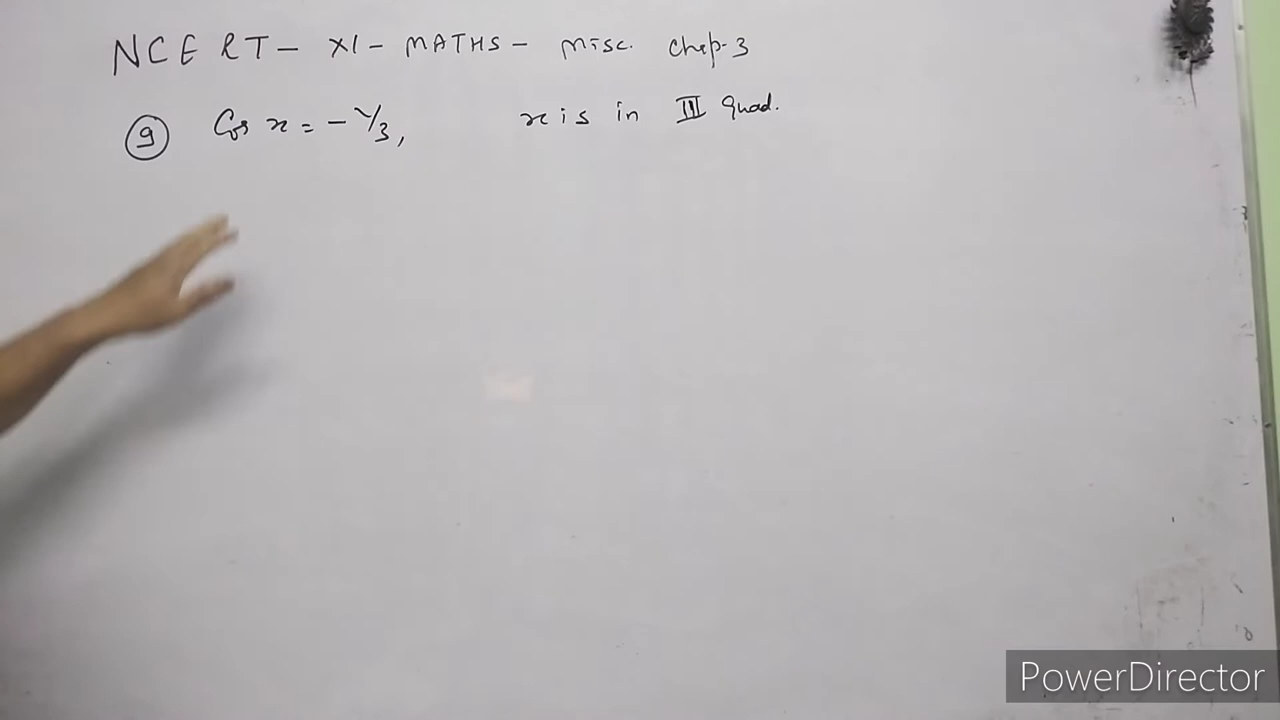 NCERT - XI - MATHS - Misc. Chap-3
9 Cos x = - 1/3, x is in III Quad.
PowerDirector